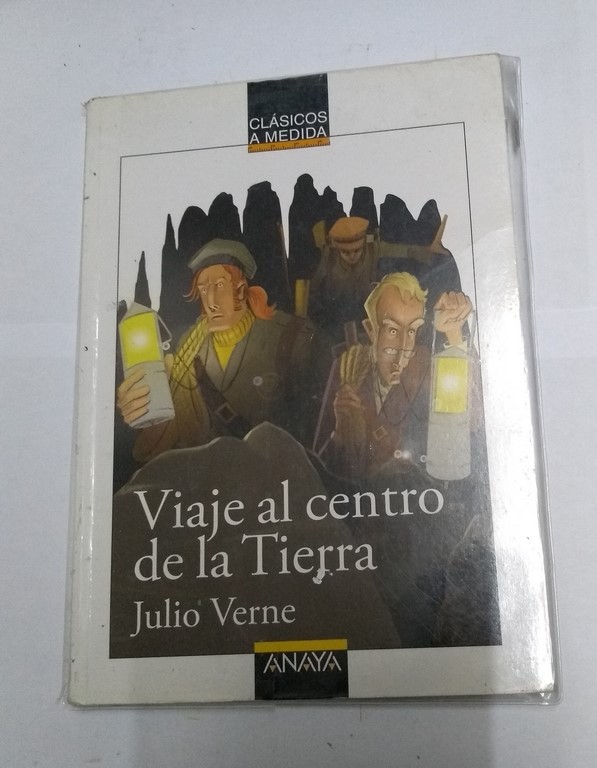 CLÁSICOS
A MEDIDA
Viaje al centro
de la Tierra
Julio Verne
ANAYA